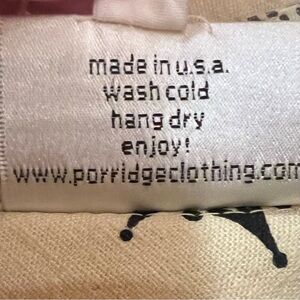 made in u.s.a.
wash cold
hang dry
enjoy!
www.porridgeclothing.com